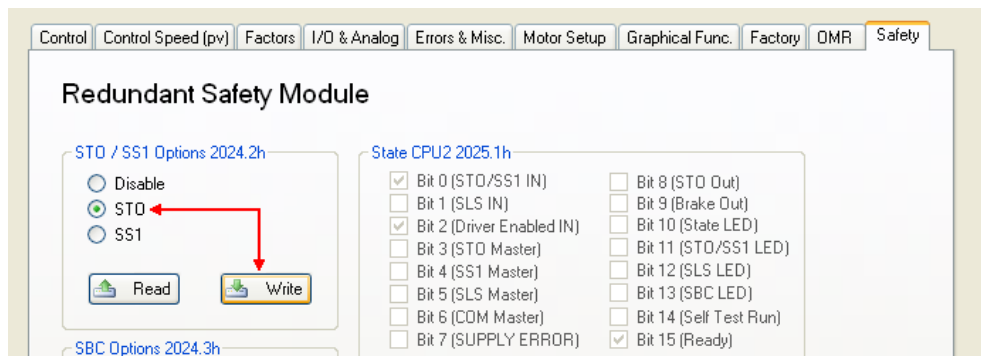 Control Control Speed (pv) Factors I/O & Analog Errors & Misc. Motor Setup Graphical Func. Factory OMR Safety
Redundant Safety Module
STO / SS1 Options 2024.2h
Disable
STO
SS1
Read Write
SBC Options 2024.3h
State CPU2 2025.1h
Bit 0 (STO/SS1 IN)
Bit 1 (SLS IN)
Bit 2 (Driver Enabled IN)
Bit 3 (STO Master)
Bit 4 (SS1 Master)
Bit 5 (SLS Master)
Bit 6 (COM Master)
Bit 7 (SUPPLY ERROR)
Bit 8 (STO Out)
Bit 9 (Brake Out)
Bit 10 (State LED)
Bit 11 (STO/SS1 LED)
Bit 12 (SLS LED)
Bit 13 (SBC LED)
Bit 14 (Self Test Run)
Bit 15 (Ready)